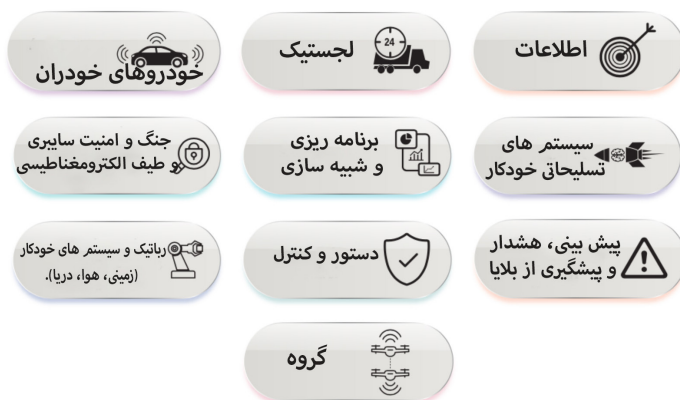 اطلاعات
لجستیک
24
خودروهای خودران
سیستم های
تسلیحاتی خودکار
برنامه ریزی
و شبیه سازی
جنگ و امنیت سایبری
و طیف الکترومغناطیسی
پیش بینی، هشدار
و پیشگیری از بلایا
دستور و کنترل
رباتیک و سیستم های خودکار
(زمینی، هوا، دریا).
گروه